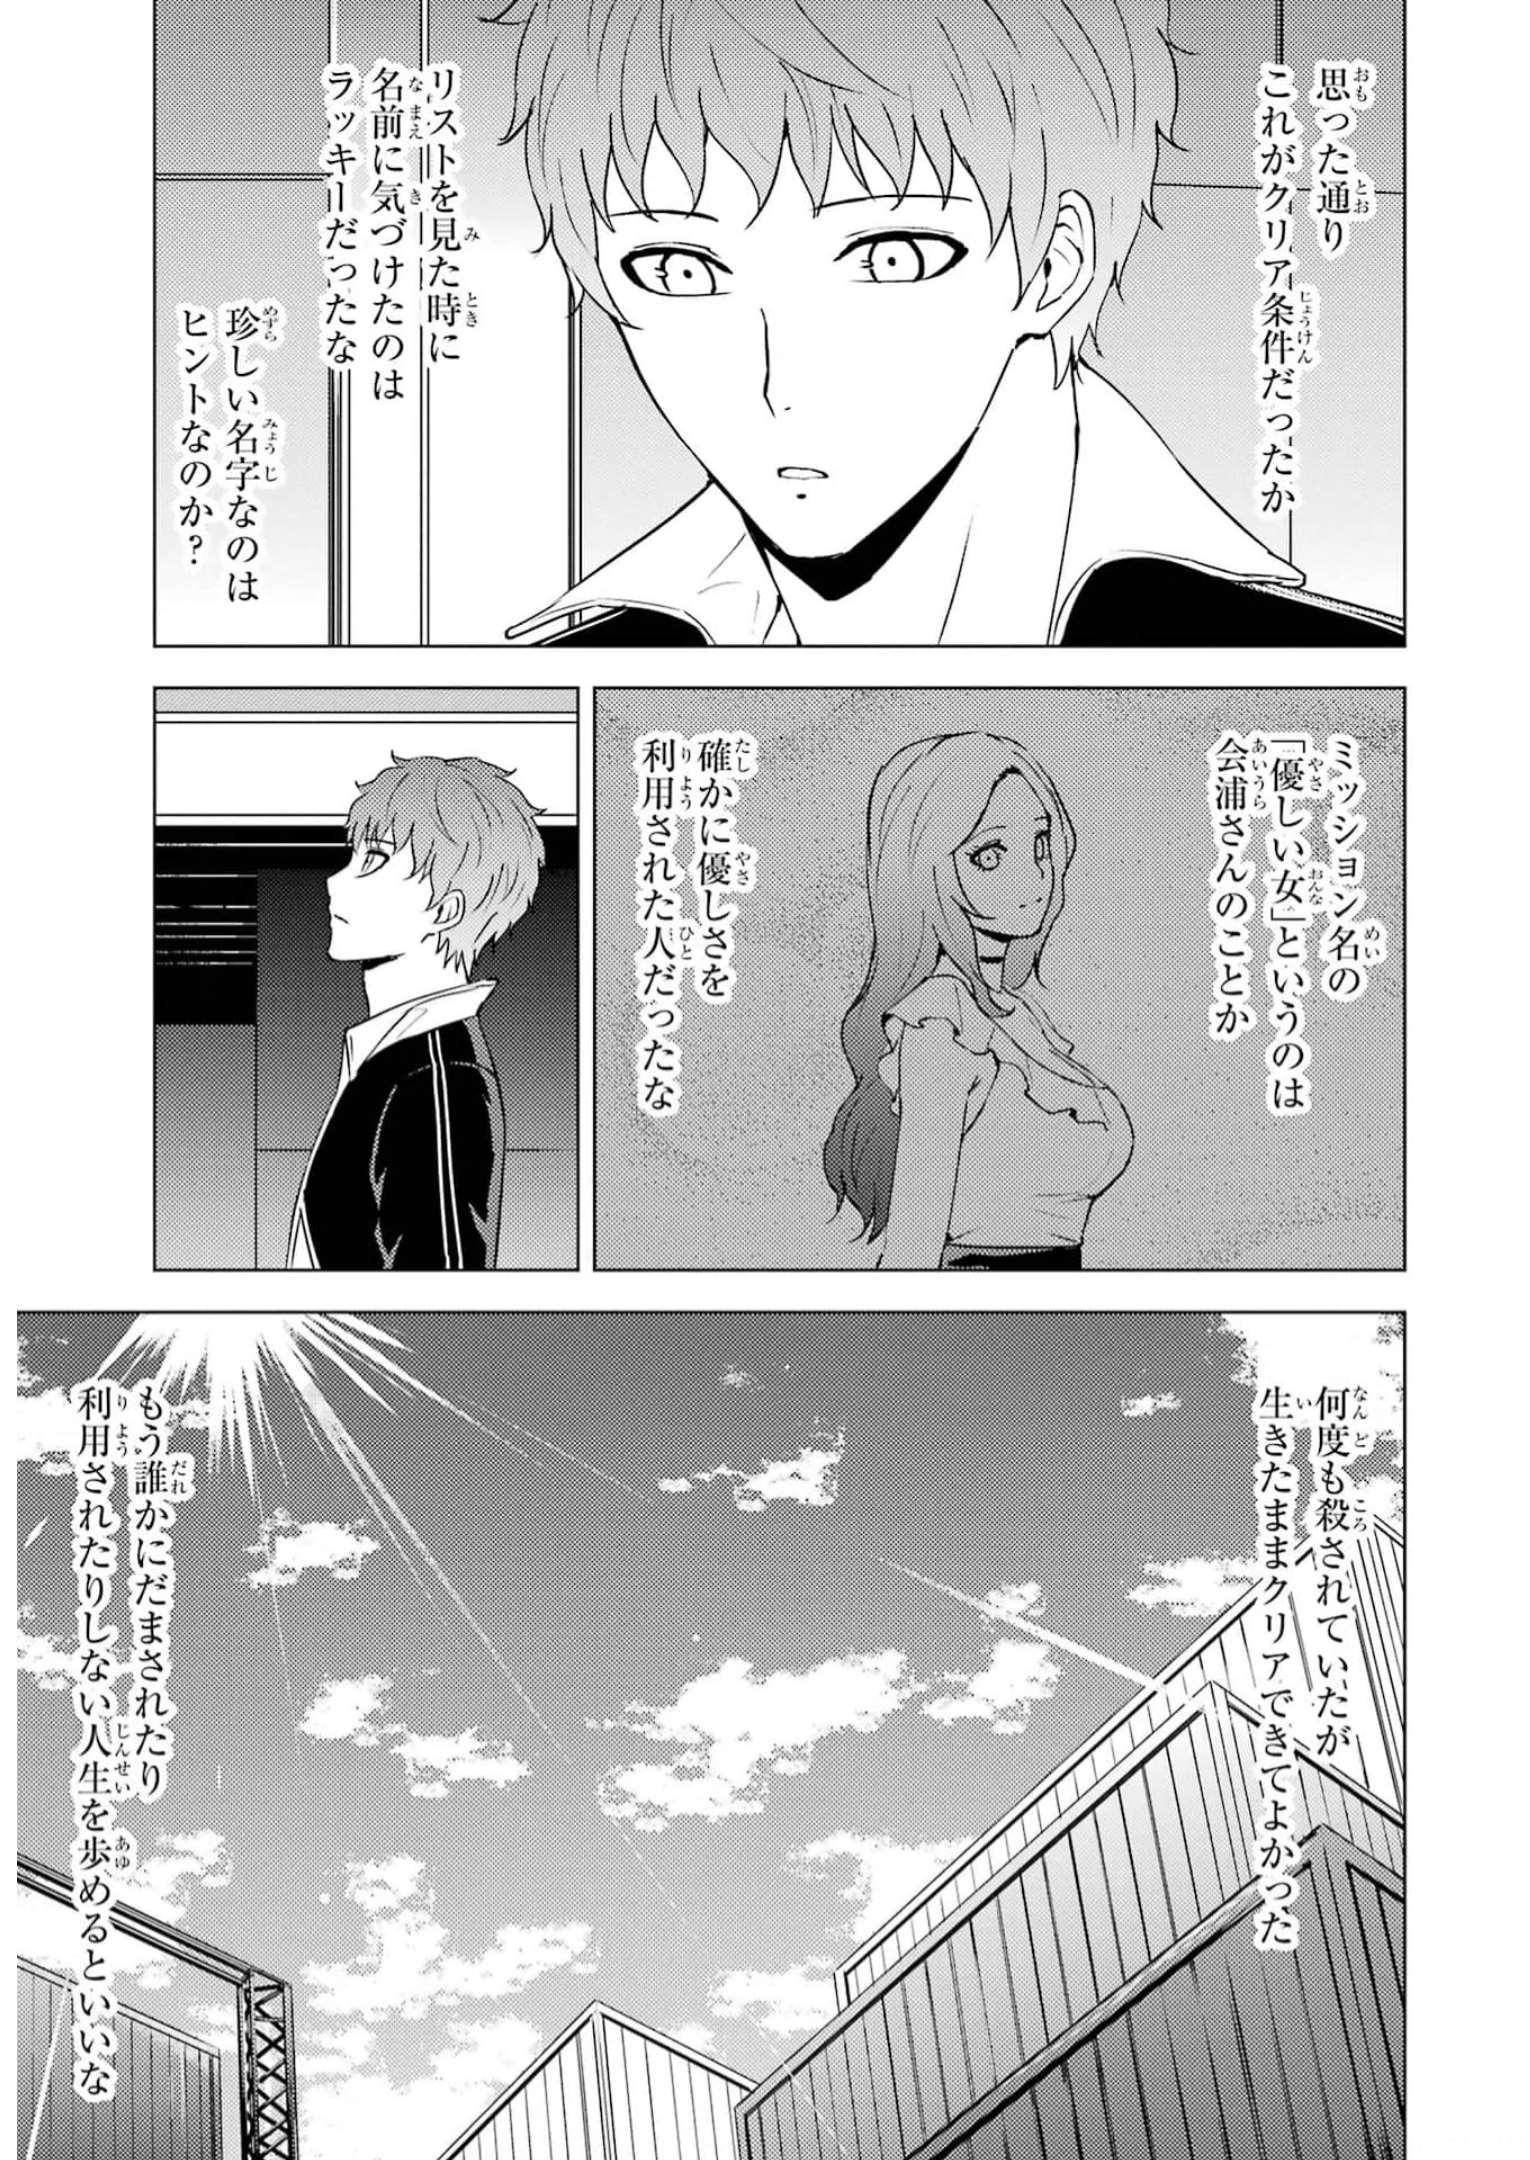 思った通り
これがクリア条件だったか
リストを見た時に
名前に気づけたのは
ラッキーだったな
珍しい名字なのは
ヒントなのか?
ミッション名の
「優しい女」というのは
会浦さんのことか
確かに優しさを
利用された人だったな
何度も殺されていたが
生きたままクリアできてよかった
もう誰かにだまされたり
利用されたりしない人生を歩めるといいな